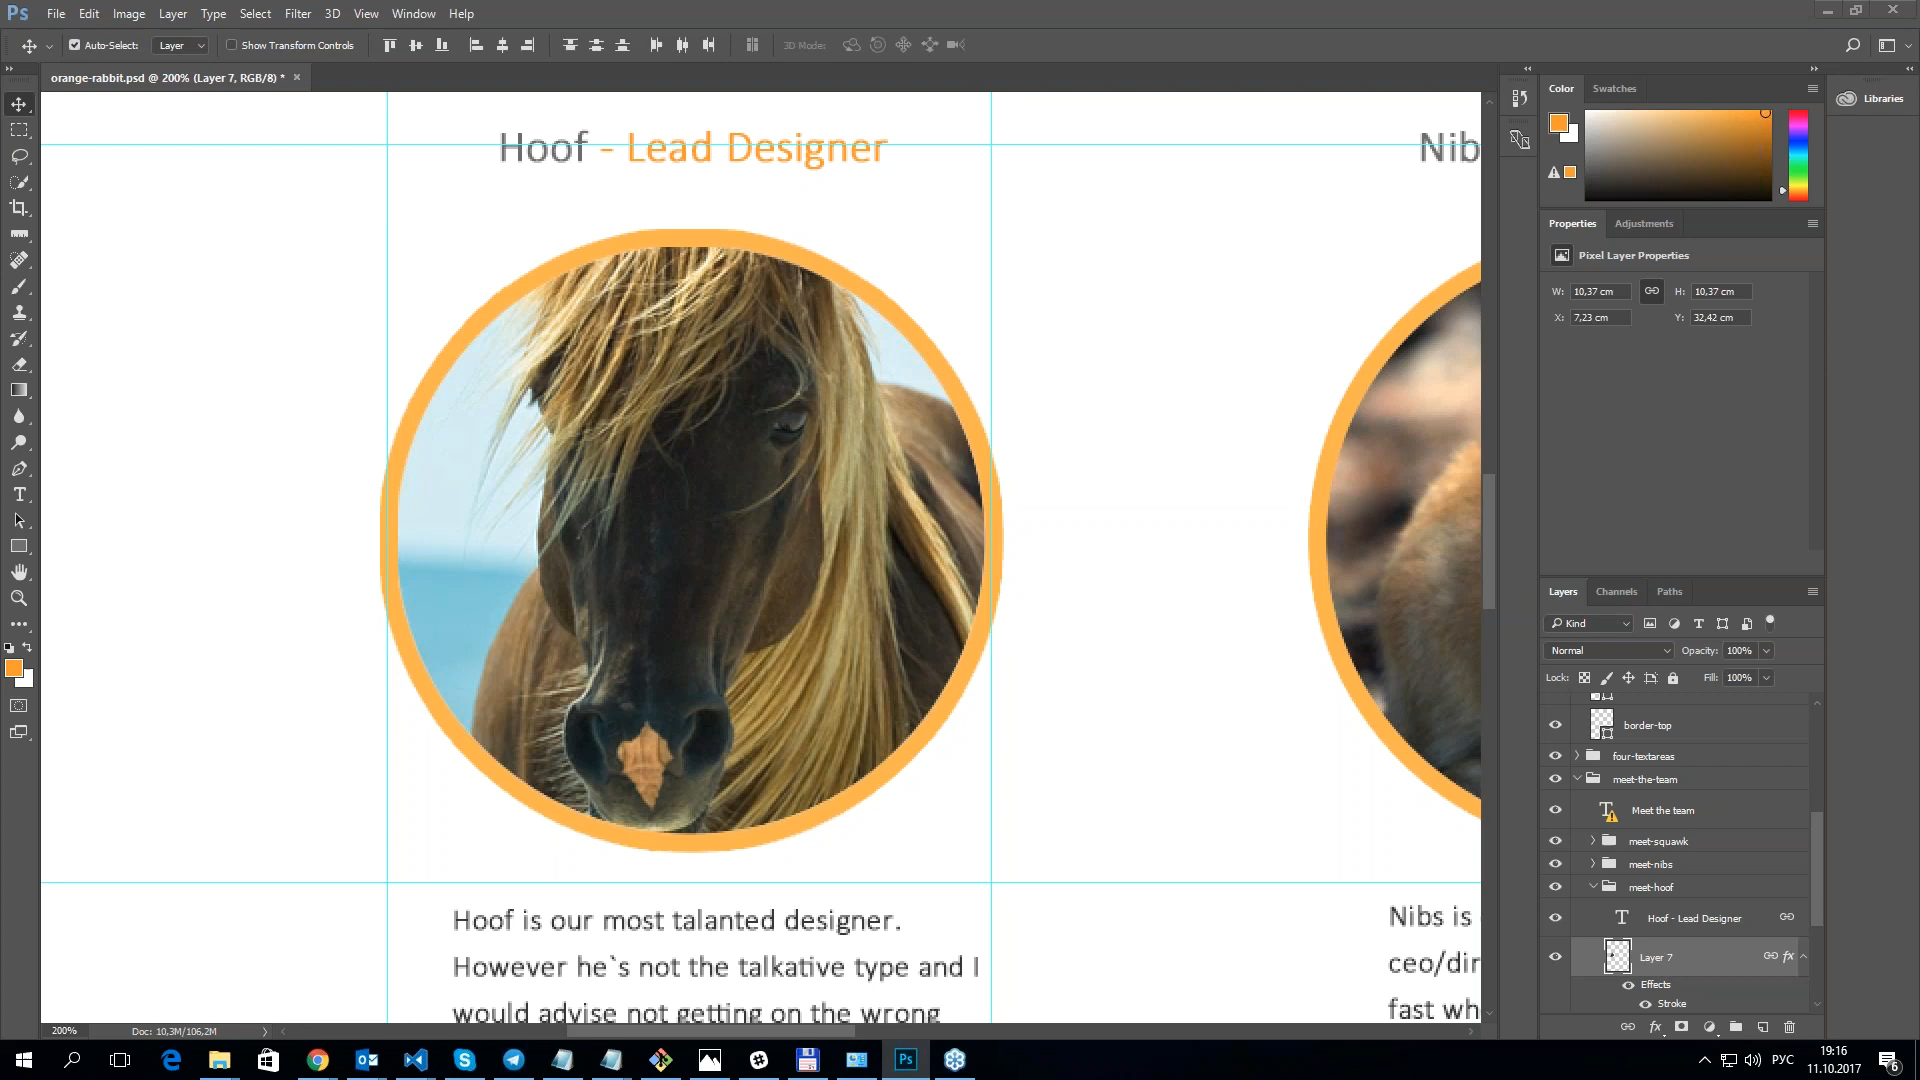 Ps File Edit Image Layer Type Select Filter 3D View Window Help
Auto-Select: Layer Show Transform Controls 3D Mode:
orange-rabbit.psd @ 200% (Layer 7, RGB/8) * ×
Color Swatches
Libraries
Hoof - Lead Designer
Nib
Properties Adjustments
Pixel Layer Properties
W: 10,37 cm H: 10,37 cm
X: 7,23 cm Y: 32,42 cm
Layers Channels Paths
Kind
Normal Opacity: 100%
Lock: Fill: 100%
border-top
four-textareas
meet-the-team
Meet the team
meet-squawk
meet-nibs
meet-hoof
Hoof - Lead Designer
Layer 7 fx
Effects
Stroke
Hoof is our most talanted designer.
However he`s not the talkative type and I
would advise not getting on the wrong
Nibs is
ceo/dir
fast wh
200% Doc: 10,3M/106,2M
fx
Ps
РУС
19:16
11.10.2017
6